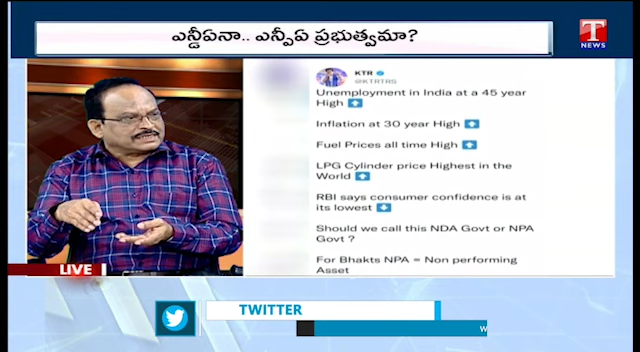 ఎన్డీఏనా.. ఎన్పీఏ ప్రభుత్వమా?
T
NEWS
KTR
@KTRTRS
Unemployment in India at a 45 year
High
Inflation at 30 year High
Fuel Prices all time High
LPG Cylinder price Highest in the
World
RBI says consumer confidence is at
its lowest
Should we call this NDA Govt or NPA
Govt ?
For Bhakts NPA = Non performing
Asset
LIVE
TWITTER
W